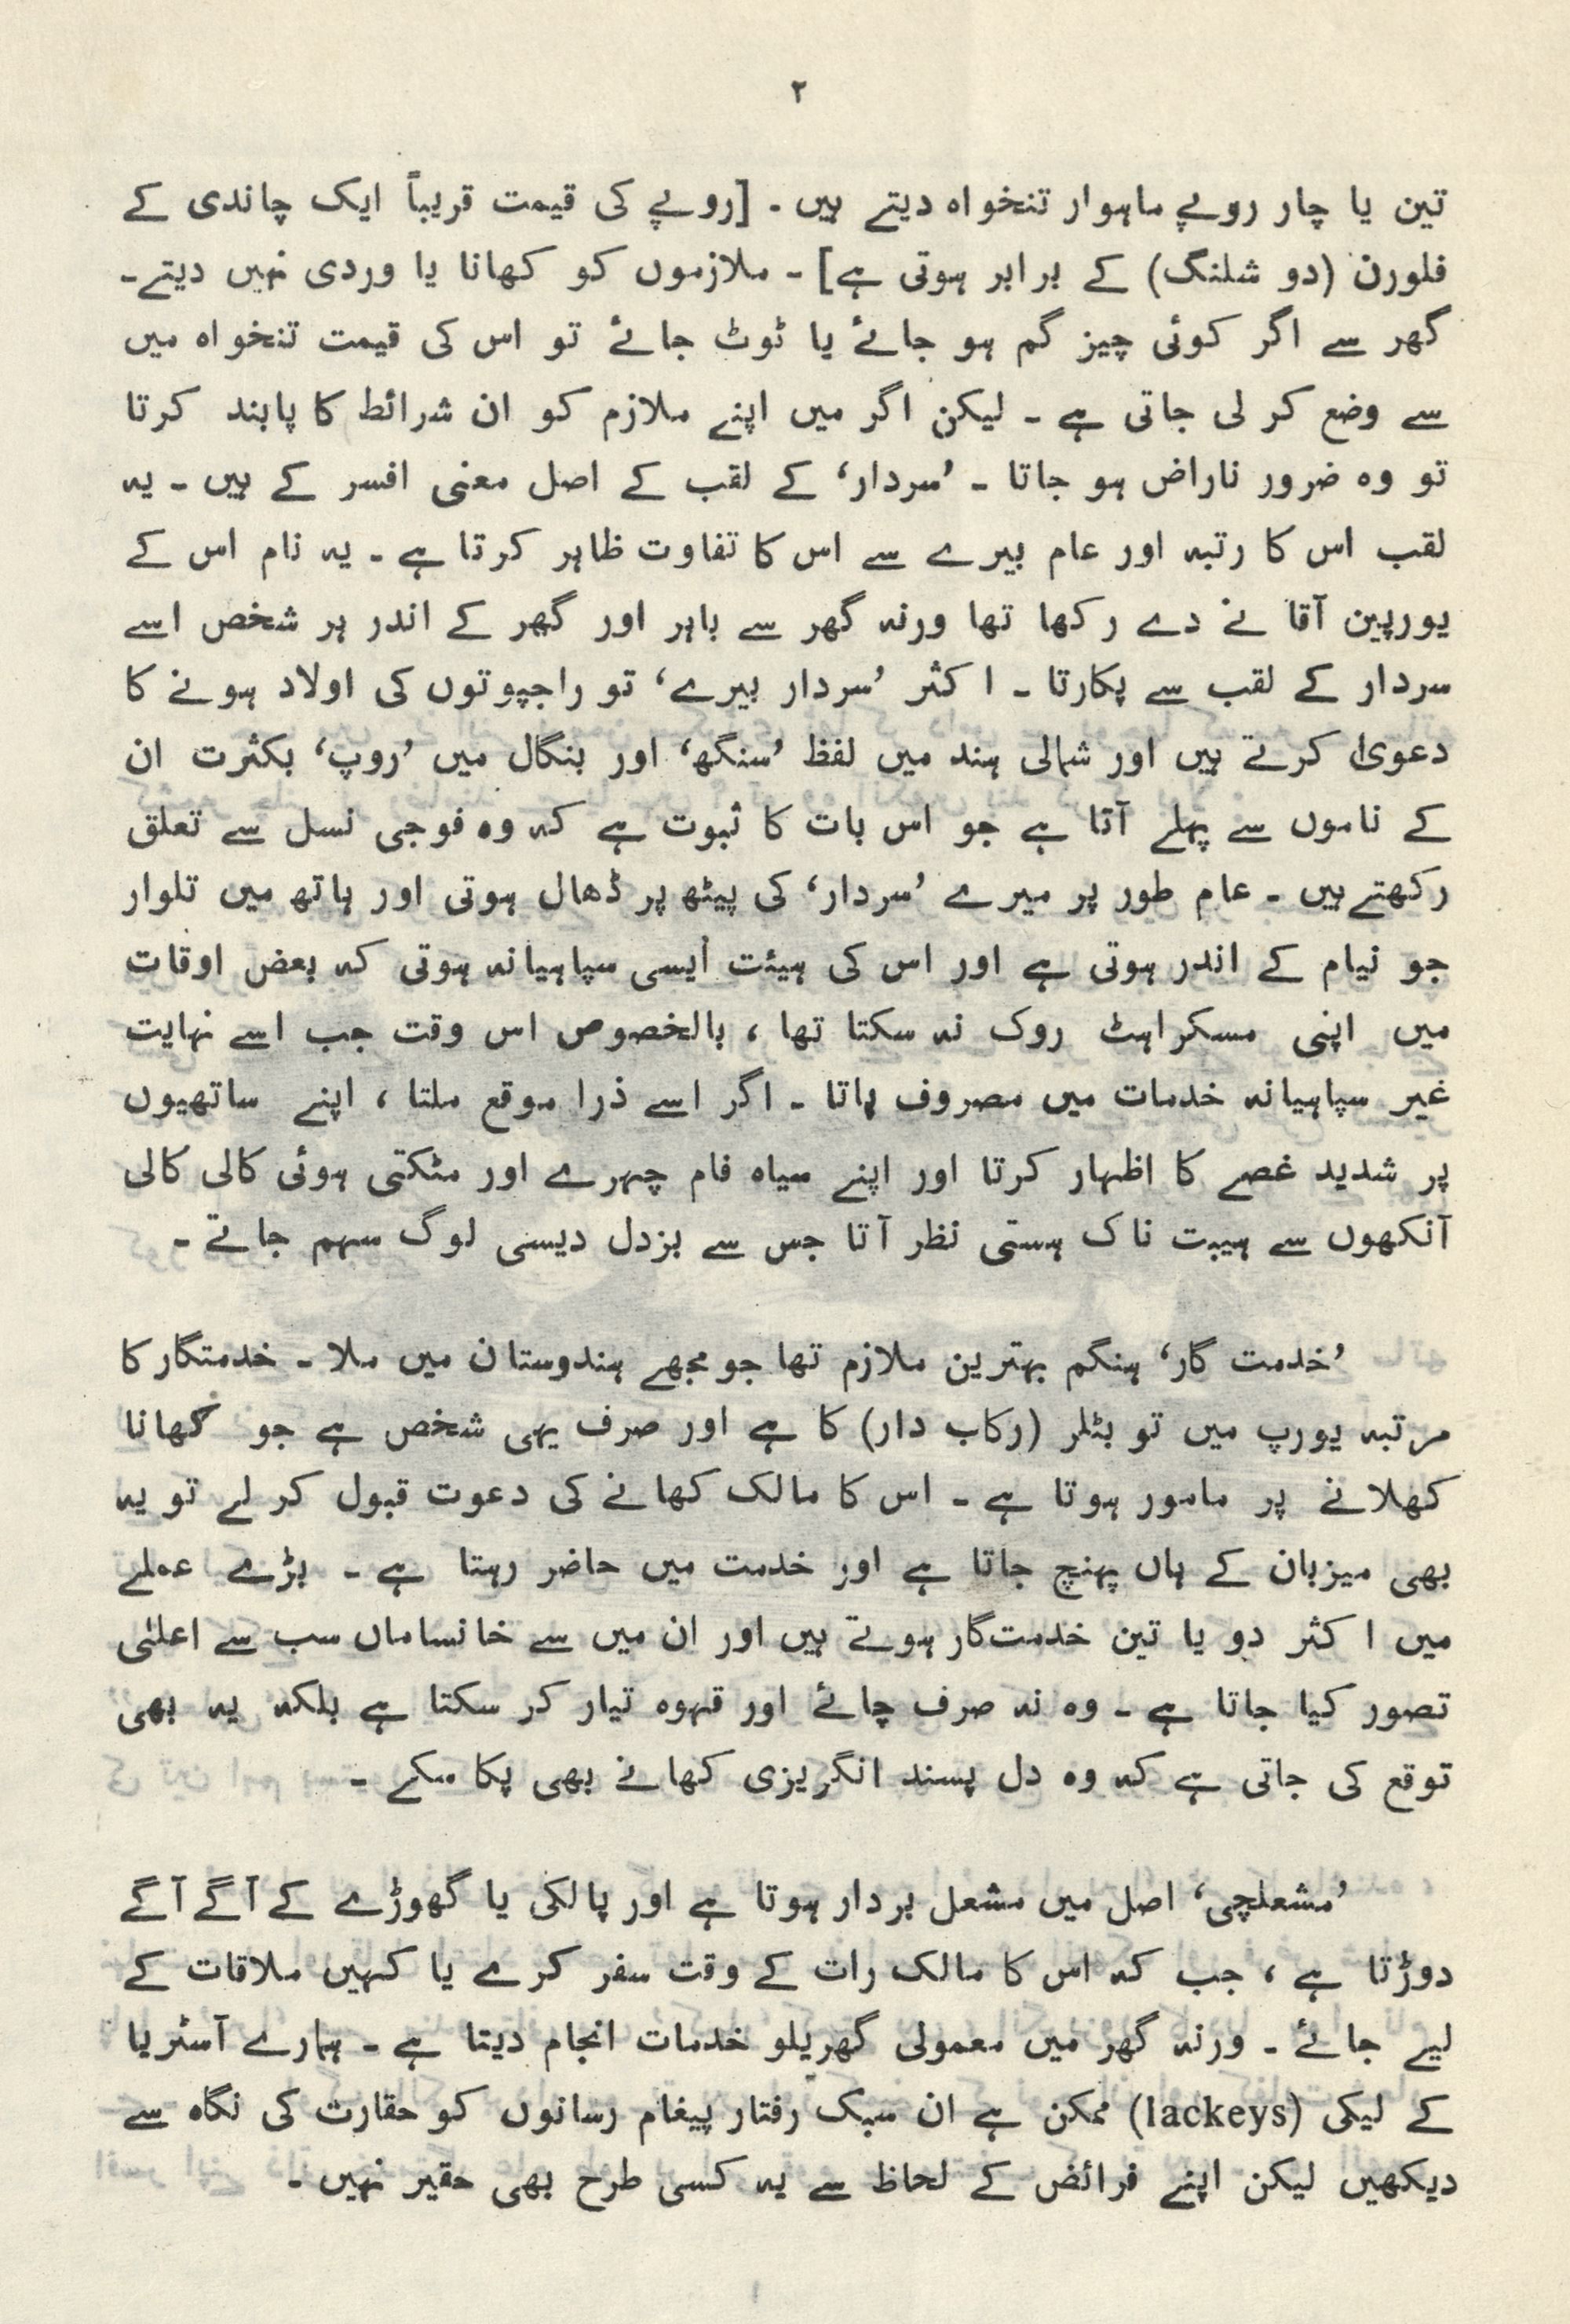 ۲
تین یا چار روپے ماہوار تنخواہ دیتے ہیں ۔ [روپے کی قیمت قریباً ایک چاندی کے
فلورن (دو شلنگ) کے برابر ہوتی ہے] ۔ ملازموں کو کھانا یا وردی نہیں دیتے۔
گھر سے اگر کوئی چیز گم ہو جائے یا ٹوٹ جائے تو اس کی قیمت تنخواہ میں
سے وضع کر لی جاتی ہے ۔ لیکن اگر میں اپنے ملازم کو ان شرائط کا پابند کرتا
تو وہ ضرور ناراض ہو جاتا ۔ ’سردار‘ کے لقب کے اصل معنی افسر کے ہیں ۔ یہ
لقب اس کا رتبہ اور عام بیرے سے اس کا تفاوت ظاہر کرتا ہے ۔ یہ نام اس کے
یورپین آقا نے دے رکھا تھا ورنہ گھر سے باہر اور گھر کے اندر ہر شخص اسے
سردار کے لقب سے پکارتا ۔ اکثر ’سردار بیرے‘ تو راجپوتوں کی اولاد ہونے کا
دعویٰ کرتے ہیں اور شمالی ہند میں لفظ ’سنگھ‘ اور بنگال میں ’روپ‘ بکثرت ان
کے ناموں سے پہلے آتا ہے جو اس بات کا ثبوت ہے کہ وہ فوجی نسل سے تعلق
رکھتے ہیں ۔ عام طور پر میرے ’سردار‘ کی پیٹھ پر ڈھال ہوتی اور ہاتھ میں تلوار
جو نیام کے اندر ہوتی ہے اور اس کی ہیئت ایسی سپاہیانہ ہوتی کہ بعض اوقات
میں اپنی مسکراہٹ روک نہ سکتا تھا ، بالخصوص اس وقت جب اسے نہایت
غیر سپاہیانہ خدمات میں مصروف پاتا ۔ اگر اسے ذرا موقع ملتا ، اپنے ساتھیوں
پر شدید غصے کا اظہار کرتا اور اپنے سیاہ فام چہرے اور مٹکتی ہوئی کالی کالی
آنکھوں سے ہیبت ناک ہستی نظر آتا جس سے بزدل دیسی لوگ سہم جاتے ۔
’خدمت گار‘ ہنگم بہترین ملازم تھا جو مجھے ہندوستان میں ملا ۔ خدمتگار کا
مرتبہ یورپ میں تو بٹلر (رکاب دار) کا ہے اور صرف یہی شخص ہے جو کھانا
کھلانے پر مامور ہوتا ہے ۔ اس کا مالک کھانے کی دعوت قبول کر لے تو یہ
بھی میزبان کے ہاں پہنچ جاتا ہے اور خدمت میں حاضر رہتا ہے ۔ بڑے عملے
میں اکثر دو یا تین خدمت‌گار ہوتے ہیں اور ان میں سے خانساماں سب سے اعلیٰ
تصور کیا جاتا ہے ۔ وہ نہ صرف چائے اور قہوہ تیار کر سکتا ہے بلکہ یہ بھی
توقع کی جاتی ہے کہ وہ دل پسند انگریزی کھانے بھی پکا سکے ۔
’مشعلچی‘ اصل میں مشعل بردار ہوتا ہے اور پالکی یا گھوڑے کے آگے آگے
دوڑتا ہے ، جب کہ اس کا مالک رات کے وقت سفر کرے یا کہیں ملاقات کے
لیے جائے ۔ ورنہ گھر میں معمولی گھریلو خدمات انجام دیتا ہے ۔ ہمارے آسٹریا
کے لیکی (lackeys) ممکن ہے ان سبک رفتار پیغام رسانوں کو حقارت کی نگاہ سے
دیکھیں لیکن اپنے فرائض کے لحاظ سے یہ کسی طرح بھی حقیر نہیں ۔